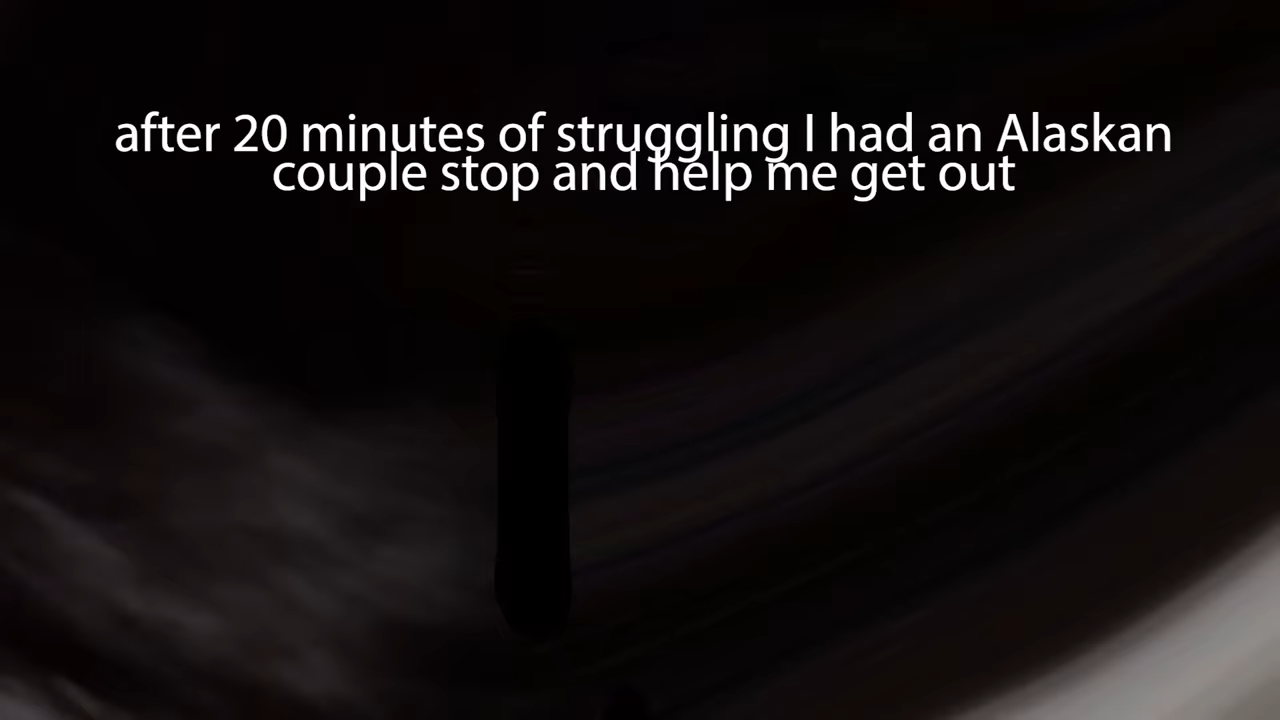 after 20 minutes of struggling I had an Alaskan
couple stop and help me get out